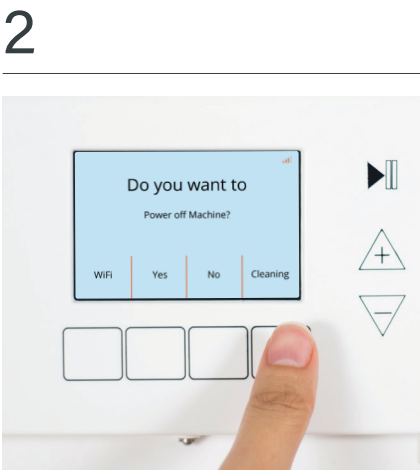 2
Do you want to
Power off Machine?
WiFi Yes No Cleaning